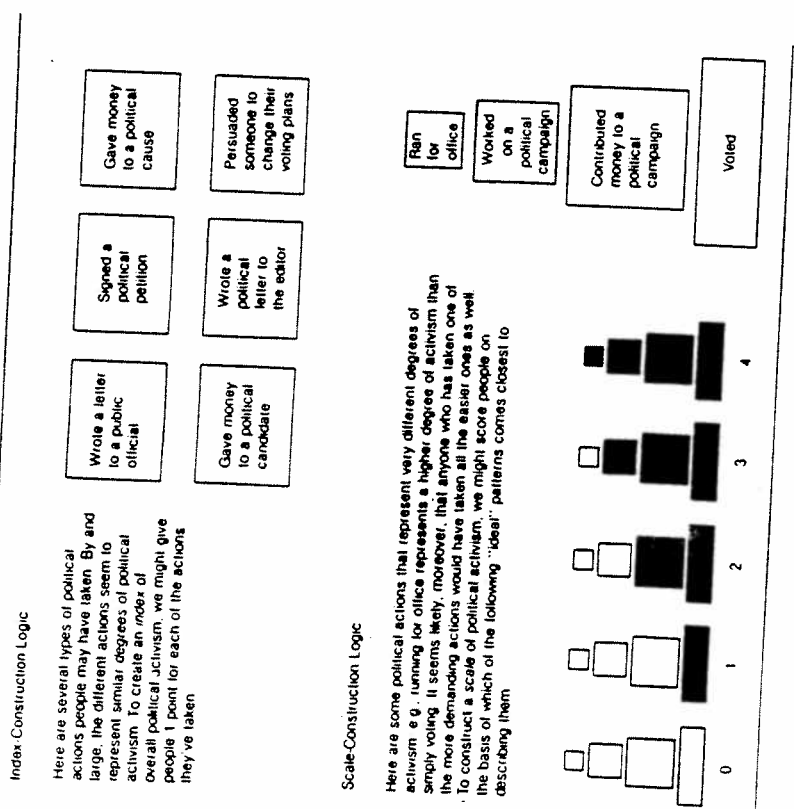 Index-Construction Logic
Here are several types of political
actions people may have taken. By and
large, the different actions seem to
represent similar degrees of political
activism. To create an index of
overall political activism, we might give
people 1 point for each of the actions
they've taken
Wrote a letter
to a public
official
Signed a
political
petition
Gave money
to a political
cause
Gave money
to a political
candidate
Wrote a
political
letter to
the editor
Persuaded
someone to
change their
voting plans
Scale-Construction Logic
Here are some political actions that represent very different degrees of
activism e.g. running for office represents a higher degree of activism than
simply voting. It seems likely, moreover, that anyone who has taken one of
the more demanding actions would have taken all the easier ones as well.
To construct a scale of political activism, we might score people on
the basis of which of the following "ideal" patterns comes closest to
describing them
Ran
for
office
Worked
on a
political
campaign
Contributed
money to a
political
campaign
Voted
0 1 2 3 4